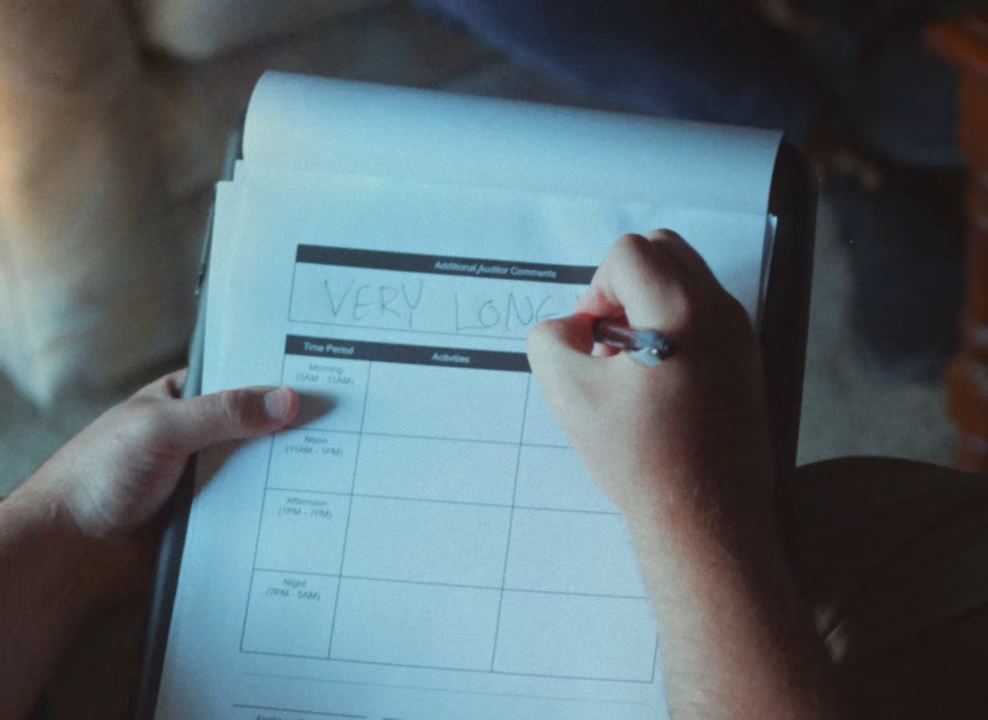 Additional Auditor Comments
VERY LONG
Time Period Activities
Morning
(5AM - 11AM)
Noon
(11AM - 1PM)
Afternoon
(1PM - 7PM)
Night
(7PM - 5AM)